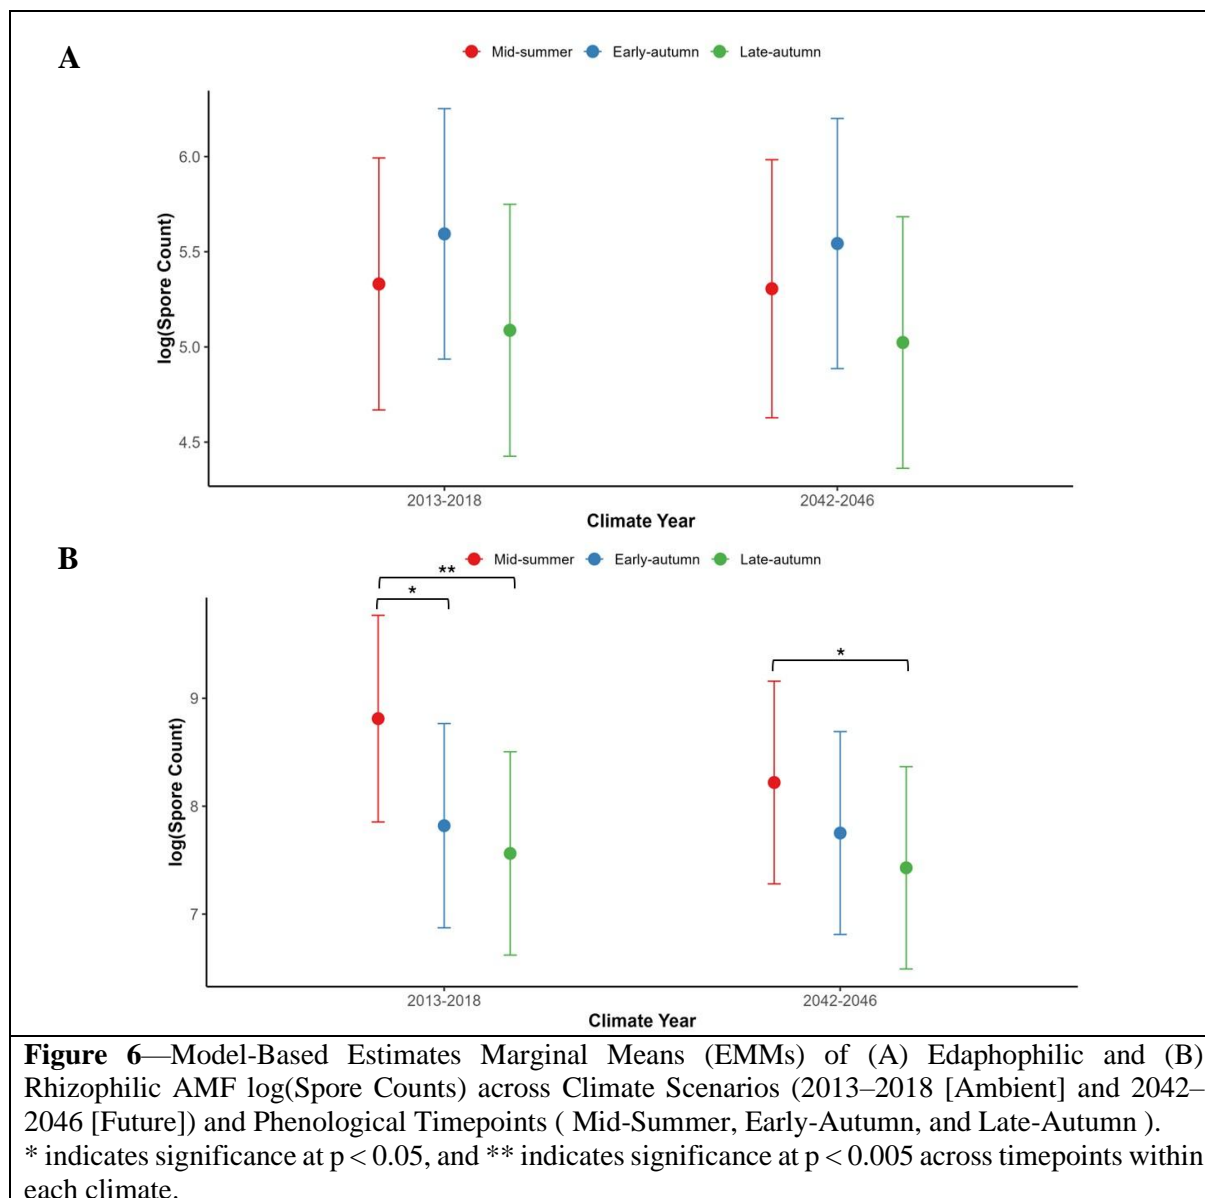 A
Mid-summer Early-autumn Late-autumn
6.0
5.5
5.0
4.5
log(Spore Count)
2013-2018 2042-2046
Climate Year
B
Mid-summer Early-autumn Late-autumn
**
*
*
9
8
7
log(Spore Count)
2013-2018 2042-2046
Climate Year
Figure 6—Model-Based Estimates Marginal Means (EMMs) of (A) Edaphophilic and (B)
Rhizophilic AMF log(Spore Counts) across Climate Scenarios (2013–2018 [Ambient] and 2042–
2046 [Future]) and Phenological Timepoints ( Mid-Summer, Early-Autumn, and Late-Autumn ).
* indicates significance at p < 0.05, and ** indicates significance at p < 0.005 across timepoints within
each climate.